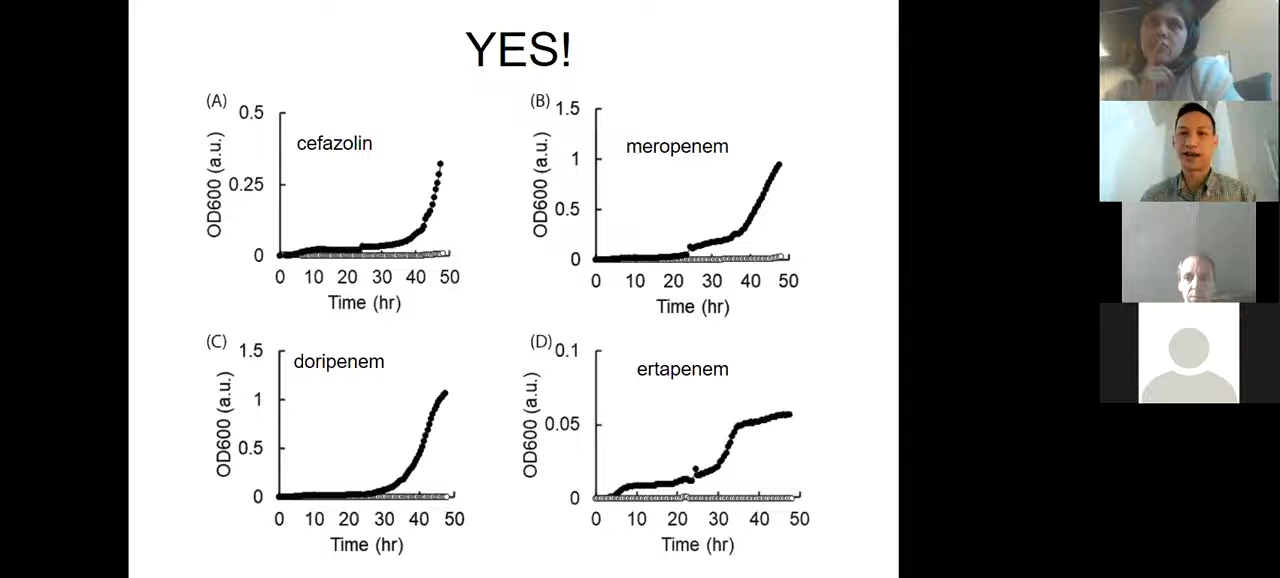 YES!
(A)
cefazolin
OD600 (a.u.)
0.5
0.25
0
0 10 20 30 40 50
Time (hr)
(B)
meropenem
OD600 (a.u.)
1.5
1
0.5
0
0 10 20 30 40 50
Time (hr)
(C)
doripenem
OD600 (a.u.)
1.5
1
0.5
0
0 10 20 30 40 50
Time (hr)
(D)
ertapenem
OD600 (a.u.)
0.1
0.05
0
0 10 20 30 40 50
Time (hr)